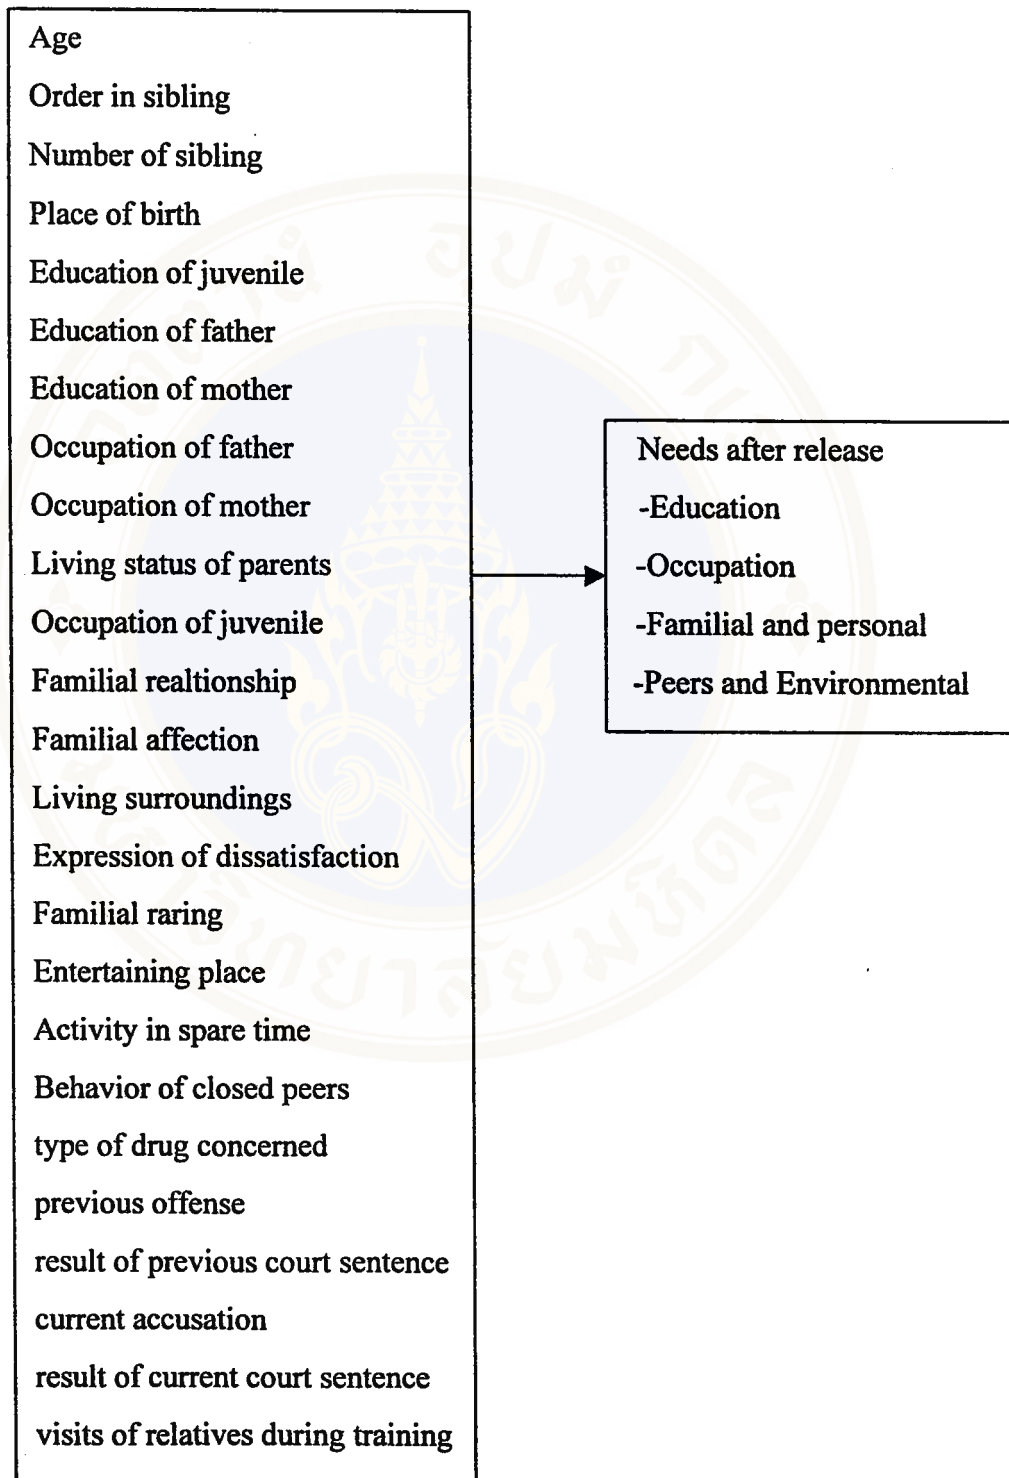 Age
Order in sibling
Number of sibling
Place of birth
Education of juvenile
Education of father
Education of mother
Occupation of father
Occupation of mother
Living status of parents
Occupation of juvenile
Familial realtionship
Familial affection
Living surroundings
Expression of dissatisfaction
Familial raring
Entertaining place
Activity in spare time
Behavior of closed peers
type of drug concerned
previous offense
result of previous court sentence
current accusation
result of current court sentence
visits of relatives during training
Needs after release
-Education
-Occupation
-Familial and personal
-Peers and Environmental